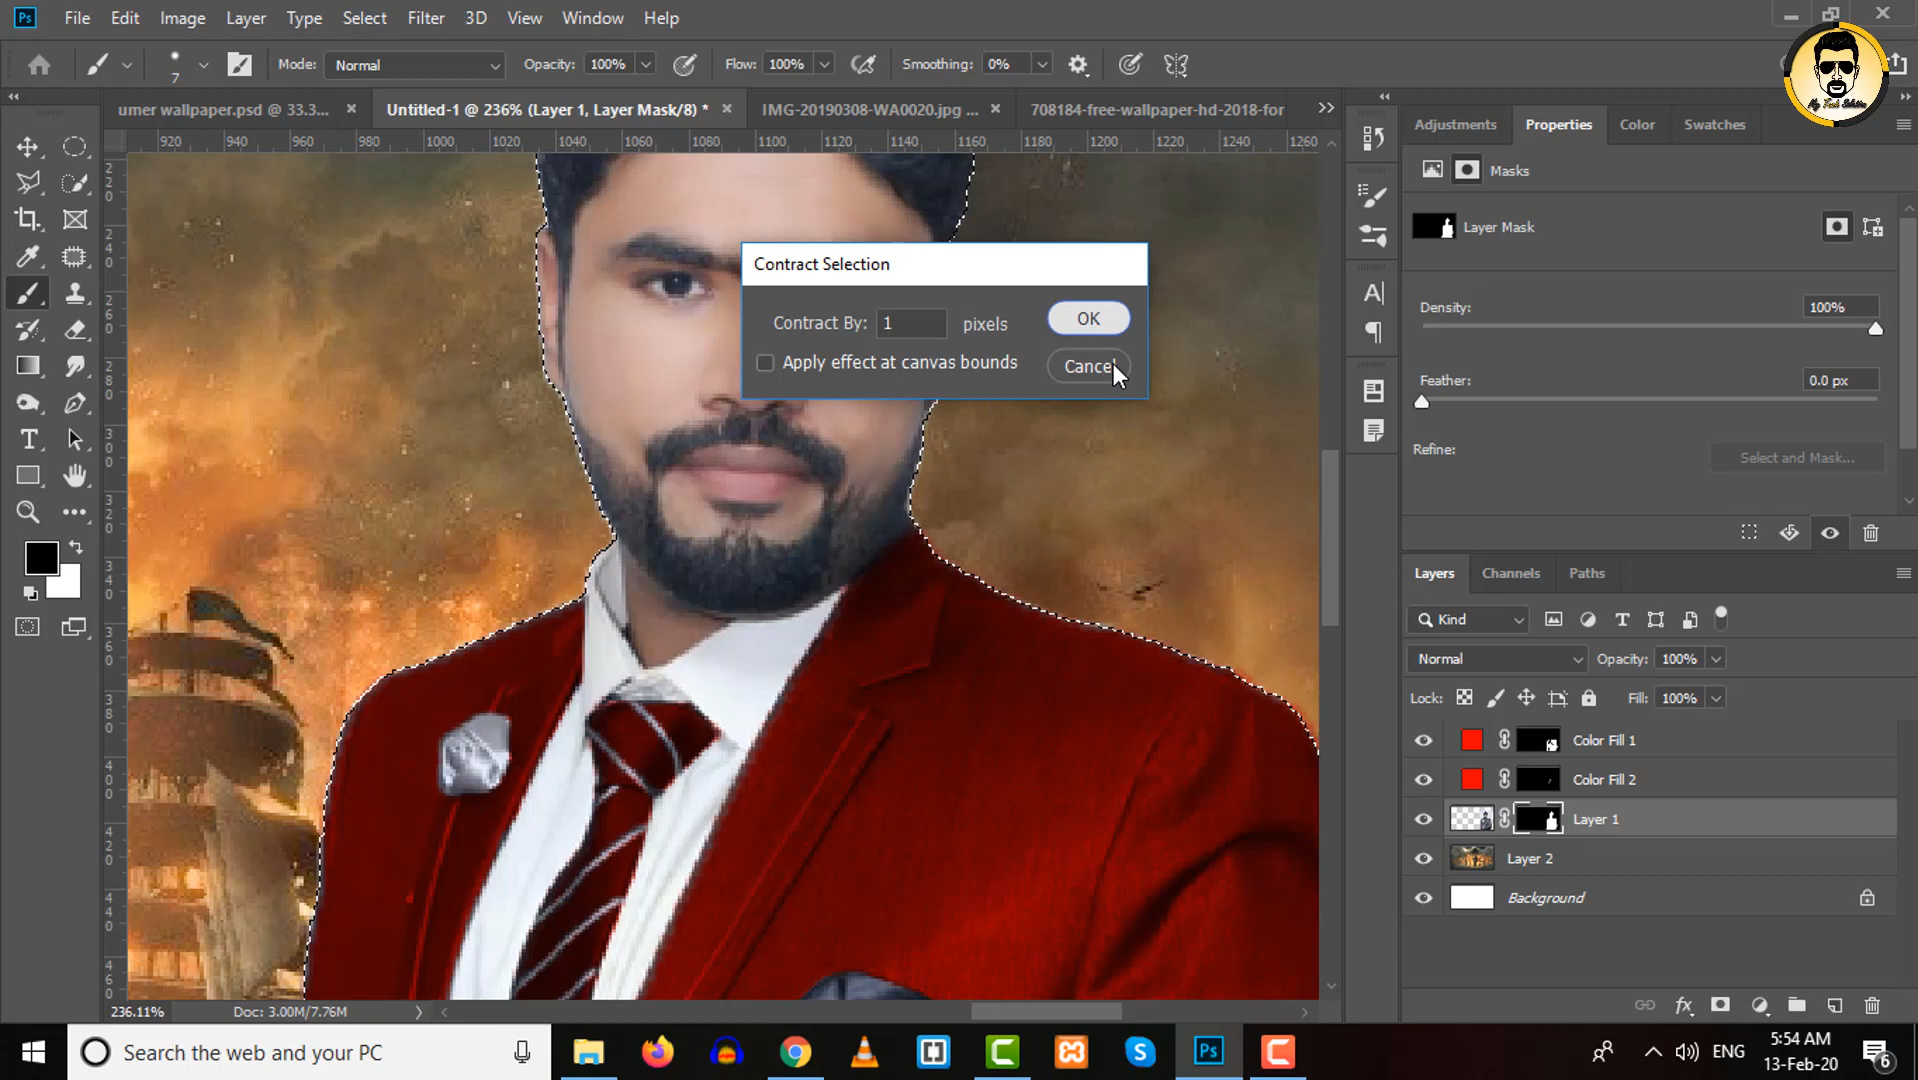 Ps File Edit Image Layer Type Select Filter 3D View Window Help
7 Mode: Normal Opacity: 100% Flow: 100% Smoothing: 0%
umer wallpaper.psd @ 33.3... × Untitled-1 @ 236% (Layer 1, Layer Mask/8) * × IMG-20190308-WA0020.jpg ... × 708184-free-wallpaper-hd-2018-for
920 940 960 980 1000 1020 1040 1060 1080 1100 1120 1140 1160 1180 1200 1220 1240 1260
Adjustments Properties Color Swatches
Masks
Layer Mask
Density: 100%
Feather: 0.0 px
Refine: Select and Mask...
Contract Selection
Contract By: 1 pixels OK
Apply effect at canvas bounds Cancel
Layers Channels Paths
Kind
Normal Opacity: 100%
Lock: Fill: 100%
Color Fill 1
Color Fill 2
Layer 1
Layer 2
Background
236.11% Doc: 3.00M/7.76M
Search the web and your PC
Ps
ENG 5:54 AM
13-Feb-20 6